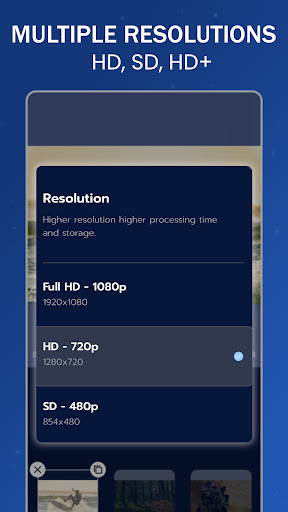 MULTIPLE RESOLUTIONS
HD, SD, HD+
Resolution
Higher resolution higher processing time
and storage.
Full HD - 1080p
1920x1080
HD - 720p
1280x720
SD - 480p
854x480